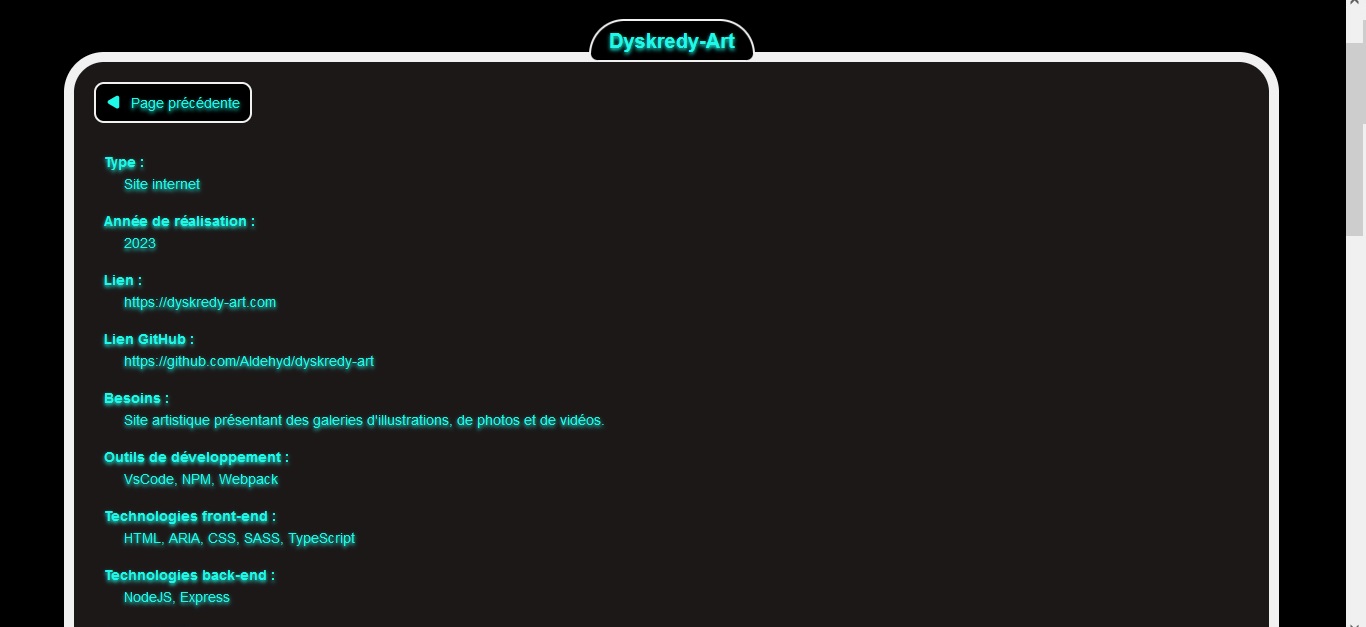 Dyskredy-Art
Page précédente
Type :
Site internet
Année de réalisation :
2023
Lien :
https://dyskredy-art.com
Lien GitHub :
https://github.com/Aldehyd/dyskredy-art
Besoins :
Site artistique présentant des galeries d'illustrations, de photos et de vidéos.
Outils de développement :
VsCode, NPM, Webpack
Technologies front-end :
HTML, ARIA, CSS, SASS, TypeScript
Technologies back-end :
NodeJS, Express